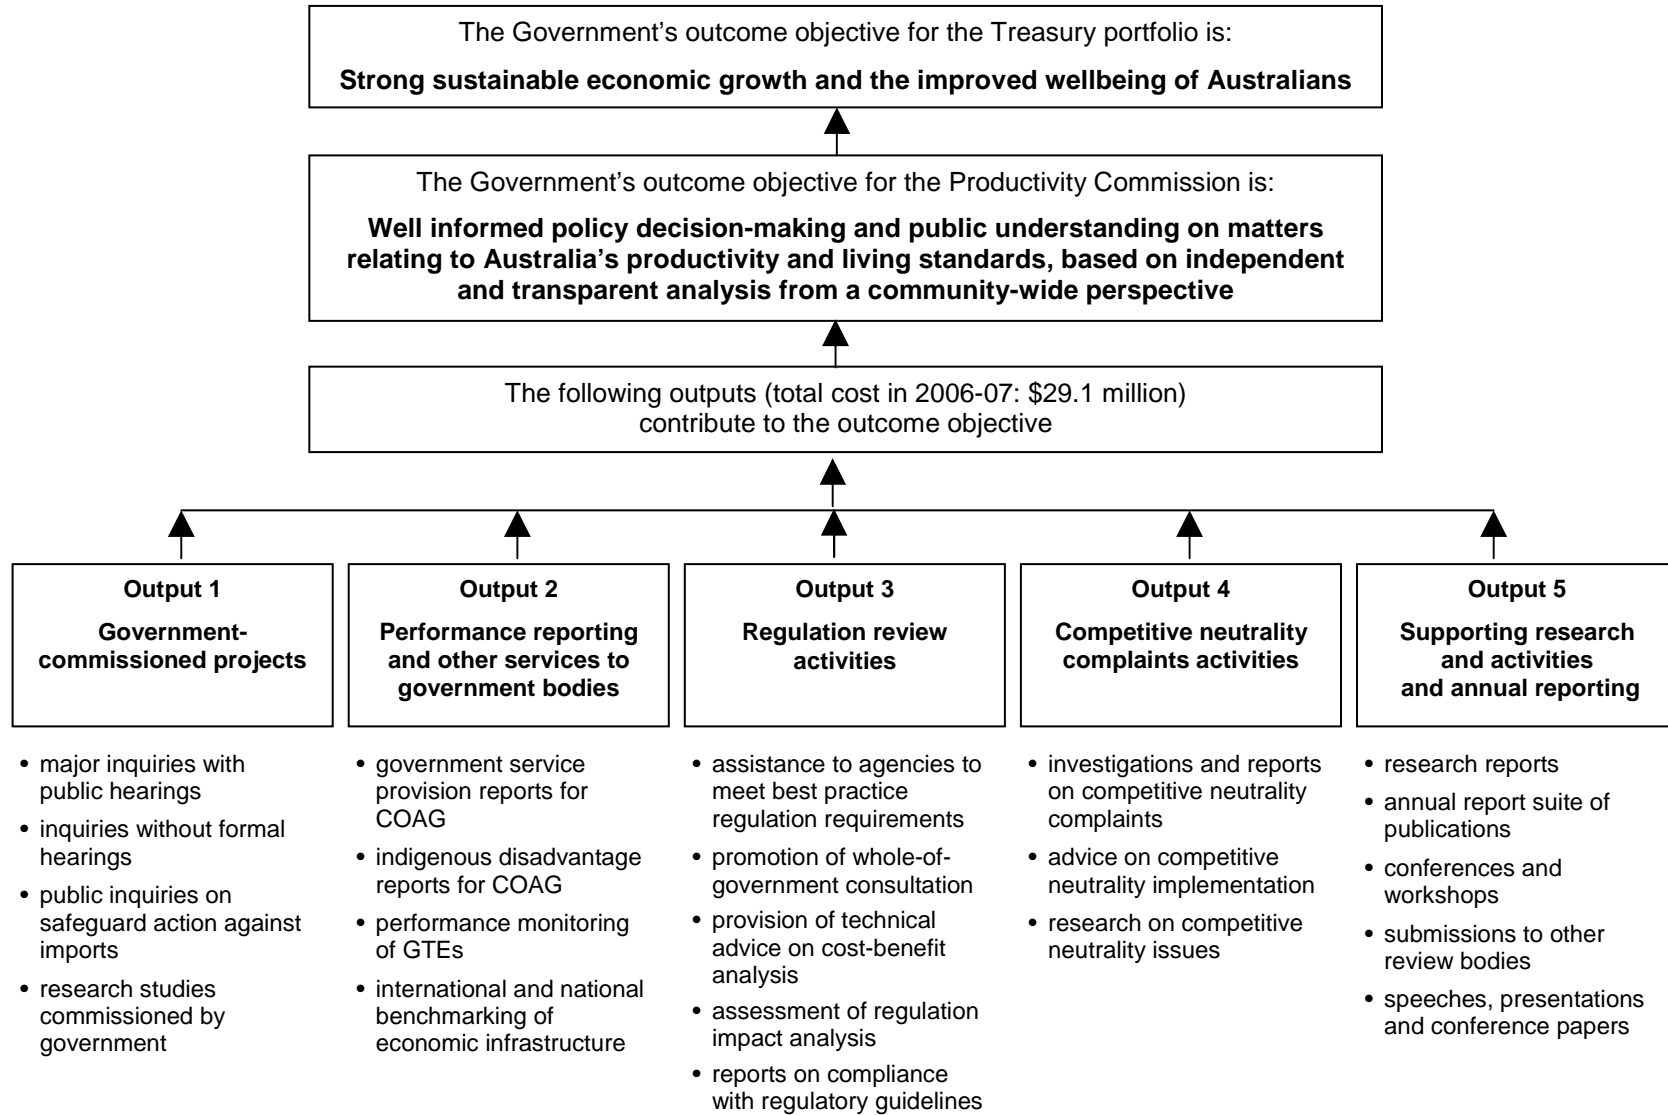 The Government’s outcome objective for the Treasury portfolio is:
Strong sustainable economic growth and the improved wellbeing of Australians
The Government’s outcome objective for the Productivity Commission is:
Well informed policy decision-making and public understanding on matters
relating to Australia’s productivity and living standards, based on independent
and transparent analysis from a community-wide perspective
The following outputs (total cost in 2006-07: $29.1 million)
contribute to the outcome objective
Output 1
Government-
commissioned projects
• major inquiries with
public hearings
• inquiries without formal
hearings
• public inquiries on
safeguard action against
imports
• research studies
commissioned by
government
Output 2
Performance reporting
and other services to
government bodies
• government service
provision reports for
COAG
• indigenous disadvantage
reports for COAG
• performance monitoring
of GTEs
• international and national
benchmarking of
economic infrastructure
Output 3
Regulation review
activities
• assistance to agencies to
meet best practice
regulation requirements
• promotion of whole-of-
government consultation
• provision of technical
advice on cost-benefit
analysis
• assessment of regulation
impact analysis
• reports on compliance
with regulatory guidelines
Output 4
Competitive neutrality
complaints activities
• investigations and reports
on competitive neutrality
complaints
• advice on competitive
neutrality implementation
• research on competitive
neutrality issues
Output 5
Supporting research
and activities
and annual reporting
• research reports
• annual report suite of
publications
• conferences and
workshops
• submissions to other
review bodies
• speeches, presentations
and conference papers